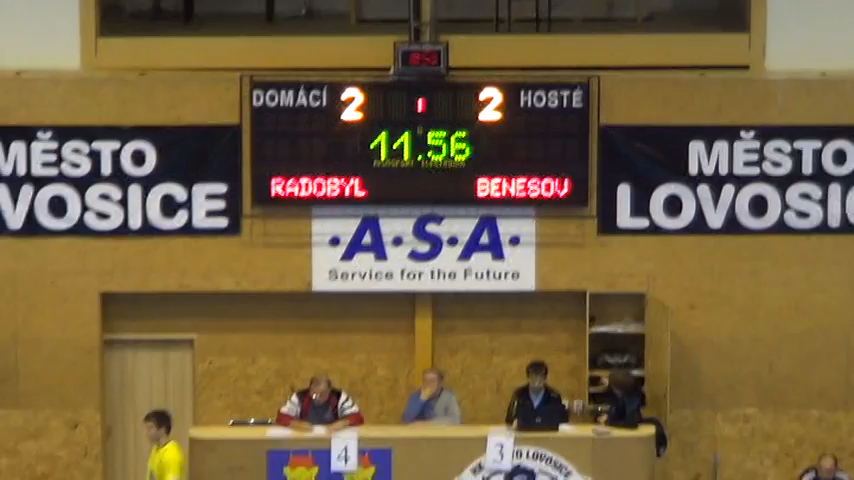 DOMÁCÍ 2 1 2 HOSTÉ
11.56
RADOBYL BENESOV
MĚSTO
LOVOSICE
MĚSTO
LOVOSIC
·A·S·A·
Service for the Future
4
3
LOVOSICE